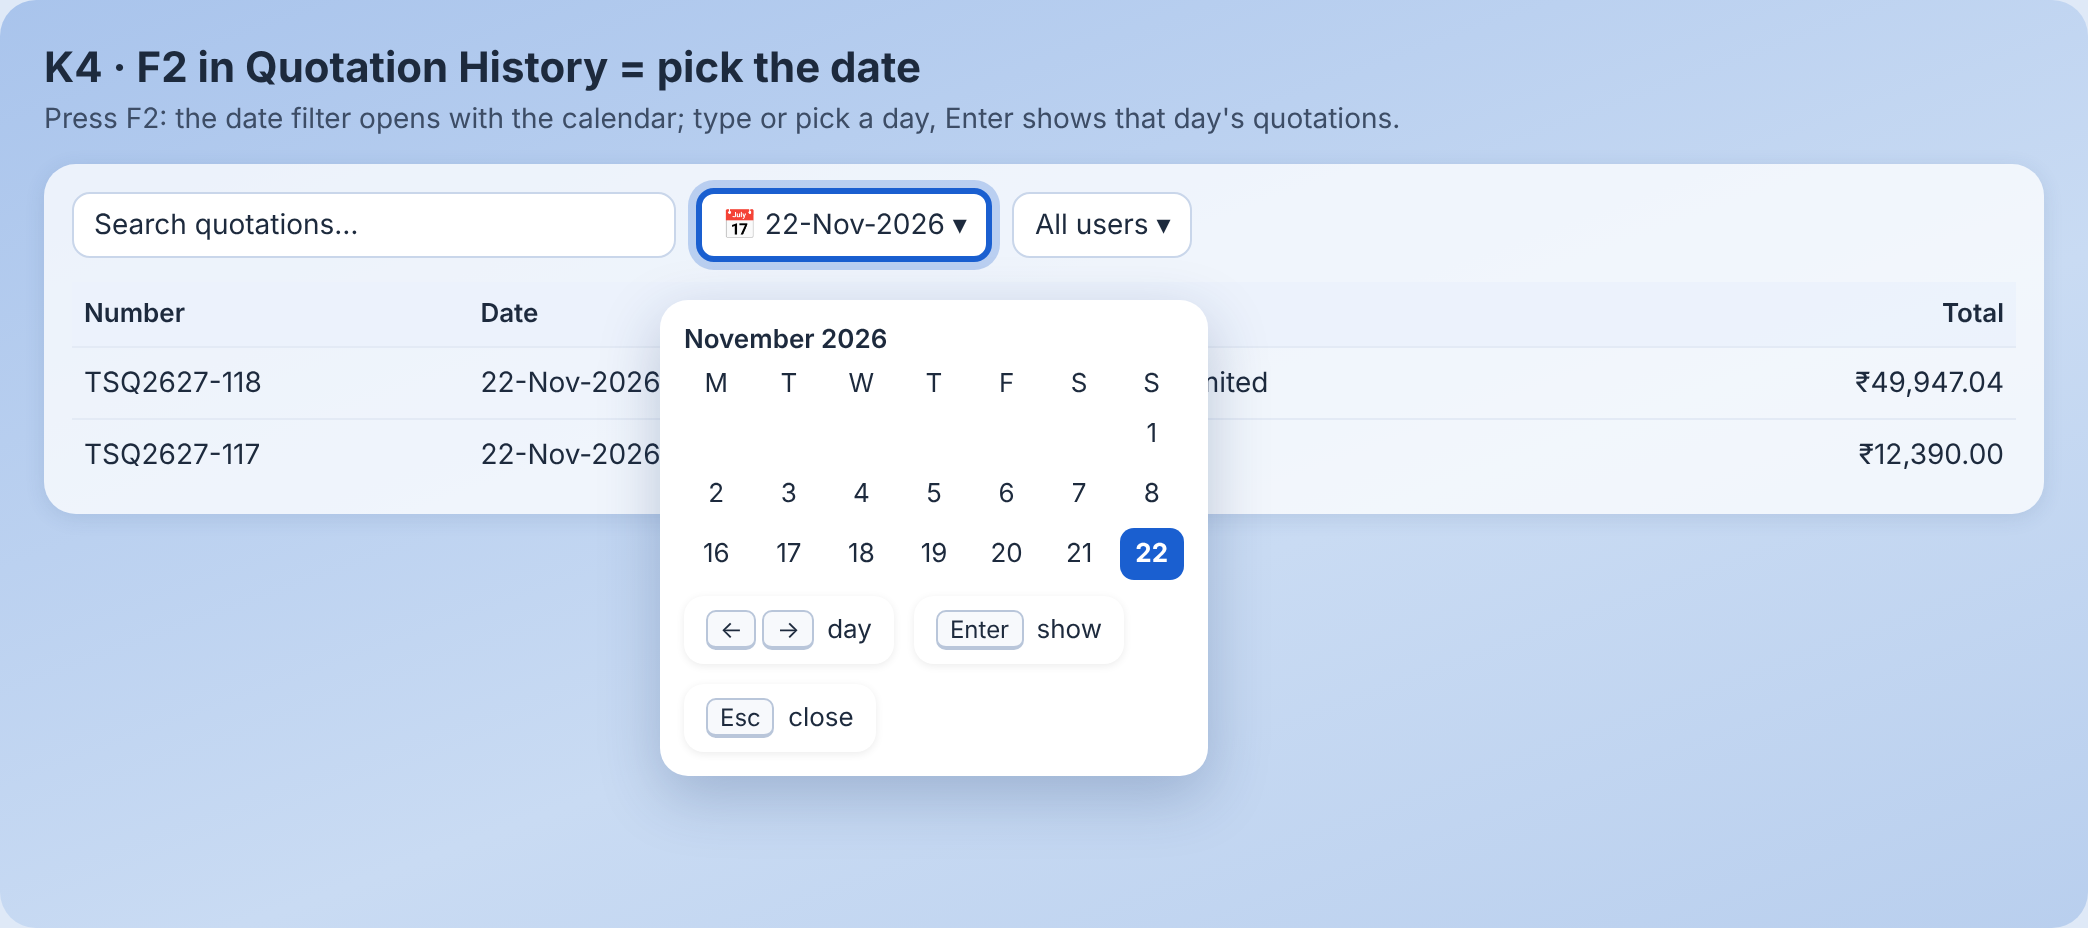 K4 · F2 in Quotation History = pick the date
Press F2: the date filter opens with the calendar; type or pick a day, Enter shows that day's quotations.
Search quotations...
📅 22-Nov-2026 ▾
All users ▾
Number Date Total
TSQ2627-118 22-Nov-2026 ₹49,947.04
TSQ2627-117 22-Nov-2026 ₹12,390.00
November 2026
M T W T F S S
1
2 3 4 5 6 7 8
16 17 18 19 20 21 22
← → day
Enter show
Esc close